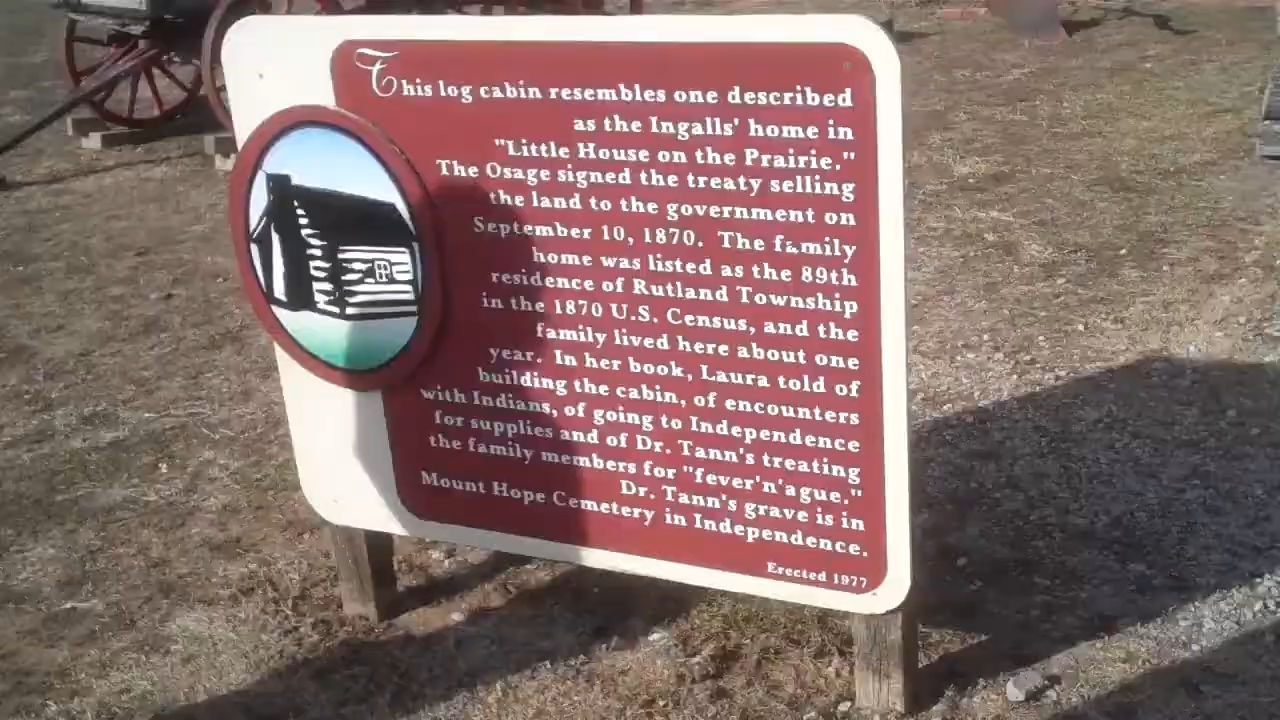 This log cabin resembles one described
as the Ingalls' home in
"Little House on the Prairie."
The Osage signed the treaty selling
the land to the government on
September 10, 1870. The family
home was listed as the 89th
residence of Rutland Township
in the 1870 U.S. Census, and the
family lived here about one
year. In her book, Laura told of
building the cabin, of encounters
with Indians, of going to Independence
for supplies and of Dr. Tann's treating
the family members for "fever'n'ague."
Dr. Tann's grave is in
Mount Hope Cemetery in Independence.
Erected 1977